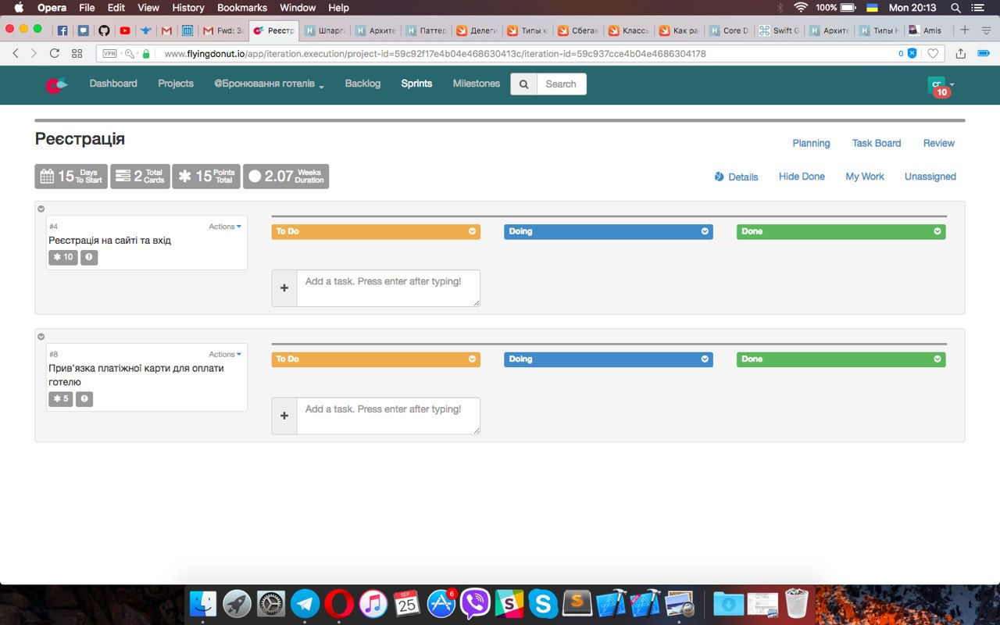 Opera File Edit View History Bookmarks Window Help 100% Mon 20:13
Fwd: За Реєстр Шпарг Архите Паттер Делеги Типы к Сбега Классы Как ра Core D Swift G Архите Типы Н Amis
VPN www.flyingdonut.io/app/iteration.execution/project-id=59c92f17e4b04e468630413c/iteration-id=59c937cce4b04e4686304178 0
Dashboard Projects @Бронювання готелів Backlog Sprints Milestones Search СГ 10
Реєстрація
Planning Task Board Review
15 Days To Start 2 Total Cards 15 Points Total 2.07 Weeks Duration
Details Hide Done My Work Unassigned
#4 Actions
Реєстрація на сайті та вхід
10
To Do Doing Done
Add a task. Press enter after typing!
#8 Actions
Прив'язка платіжної карти для оплати
готелю
5
To Do Doing Done
Add a task. Press enter after typing!
SEP
25
6